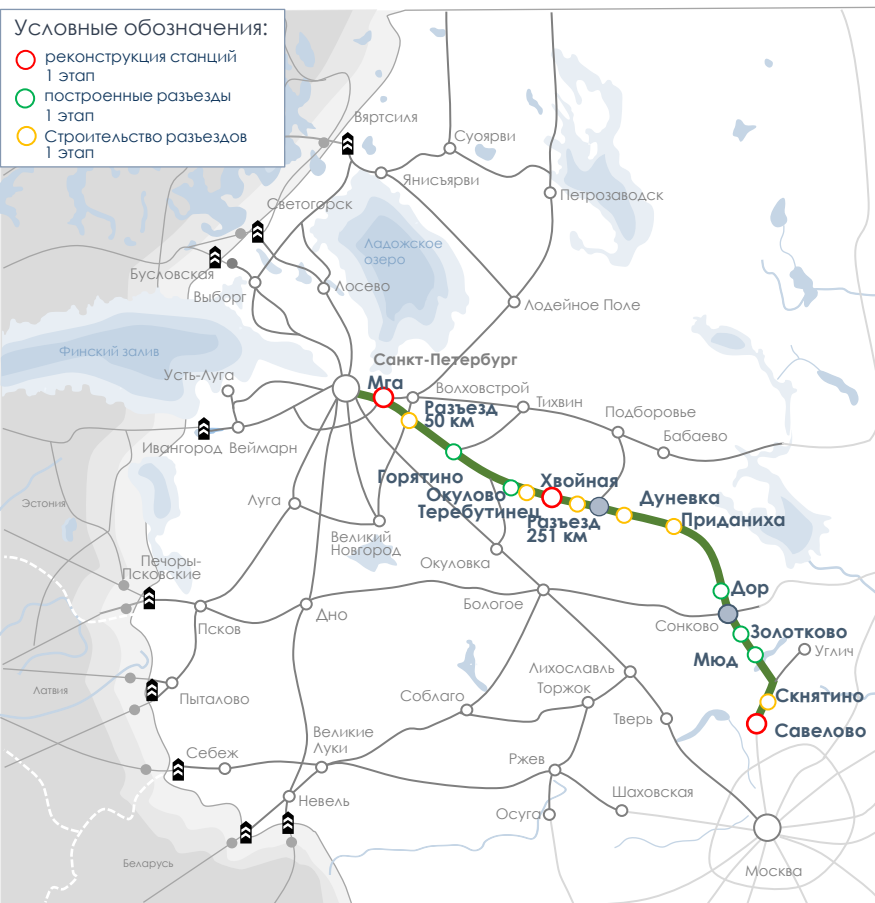 Условные обозначения:
реконструкция станций
1 этап
построенные разъезды
1 этап
Строительство разъездов
1 этап
Вяртсиля
Суоярви
Янисъярви
Петрозаводск
Светогорск
Ладожское
озеро
Бусловская
Выборг
Лосево
Лодейное Поле
Финский залив
Санкт-Петербург
Усть-Луга
Мга
Волховстрой
Тихвин
Разъезд
50 км
Подборовье
Бабаево
Ивангород
Веймарн
Горятино
Хвойная
Окулово
Дуневка
Теребутинец
Приданиха
Разъезд
251 км
Эстония
Луга
Великий
Новгород
Окуловка
Печоры-
Псковские
Дор
Бологое
Псков
Дно
Сонково
Золотково
Углич
Мюд
Латвия
Пыталово
Лихославль
Соблаго
Торжок
Скнятино
Тверь
Савелово
Великие
Луки
Себеж
Ржев
Невель
Шаховская
Осуга
Беларусь
Москва